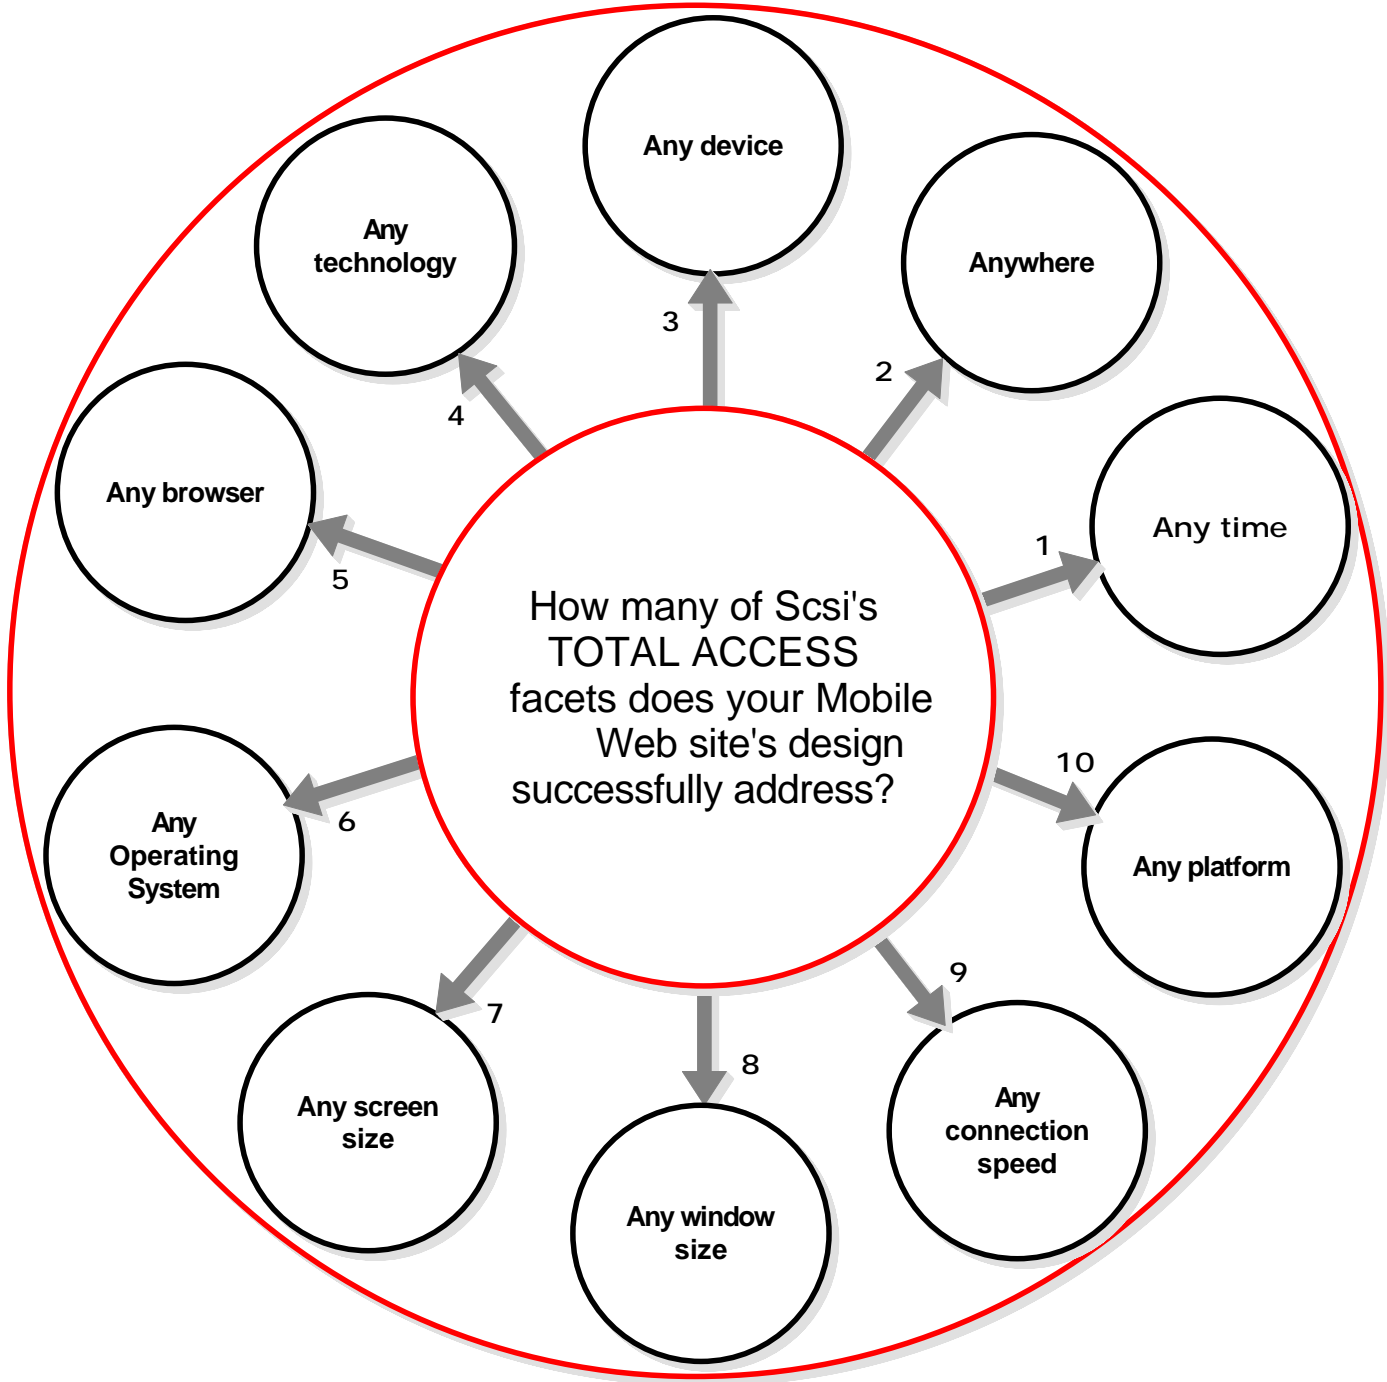 How many of Scsi's
TOTAL ACCESS
facets does your Mobile
Web site's design
successfully address?
1
Any time
2
Anywhere
3
Any device
4
Any
technology
5
Any browser
6
Any
Operating
System
7
Any screen
size
8
Any window
size
9
Any
connection
speed
10
Any platform